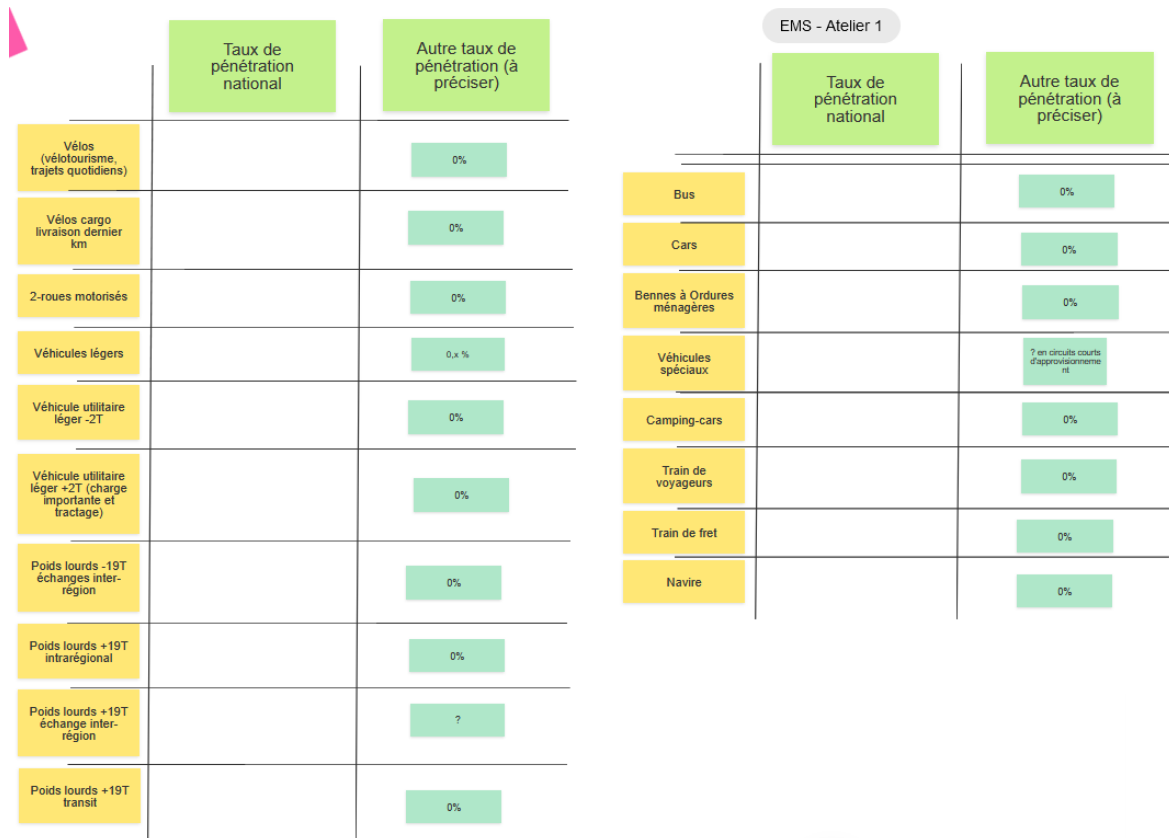 Taux de
pénétration
national
Autre taux de
pénétration (à
préciser)
Vélos
(vélotourisme,
trajets quotidiens)
0%
Vélos cargo
livraison dernier
km
0%
2-roues motorisés
0%
Véhicules légers
0,x %
Véhicule utilitaire
léger -2T
0%
Véhicule utilitaire
léger +2T (charge
importante et
tractage)
0%
Poids lourds -19T
échanges inter-
région
0%
Poids lourds +19T
intrarégional
0%
Poids lourds +19T
échange inter-
région
?
Poids lourds +19T
transit
0%
EMS - Atelier 1
Taux de
pénétration
national
Autre taux de
pénétration (à
préciser)
Bus
0%
Cars
0%
Bennes à Ordures
ménagères
0%
Véhicules
spéciaux
? en circuits courts
d'approvisionneme
nt
Camping-cars
0%
Train de
voyageurs
0%
Train de fret
0%
Navire
0%